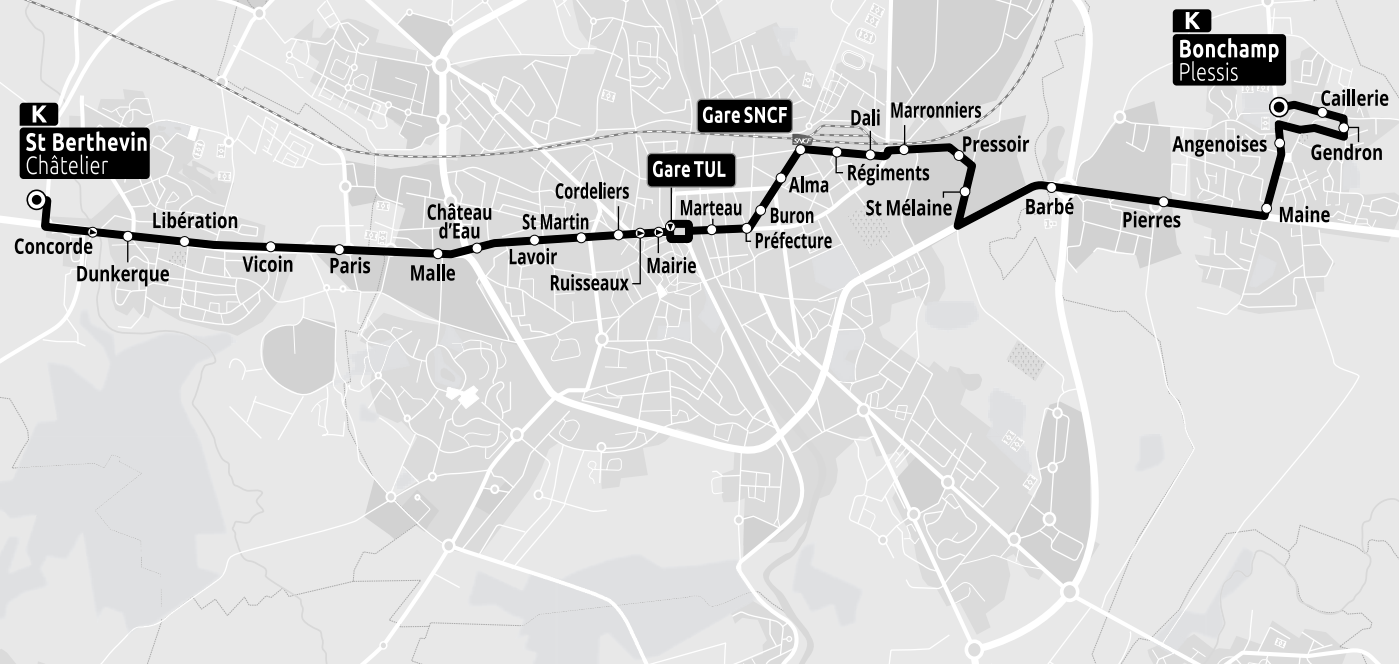 K
St Berthevin
Châtelier
Concorde
Dunkerque
Libération
Vicoin
Paris
Malle
Château
d'Eau
Lavoir
St Martin
Cordeliers
Ruisseaux
Mairie
Gare TUL
Marteau
Préfecture
Buron
Alma
Gare SNCF
SNCF
Régiments
Dali
Marronniers
Pressoir
St Mélaine
Barbé
Pierres
Maine
Angenoises
Gendron
Caillerie
K
Bonchamp
Plessis